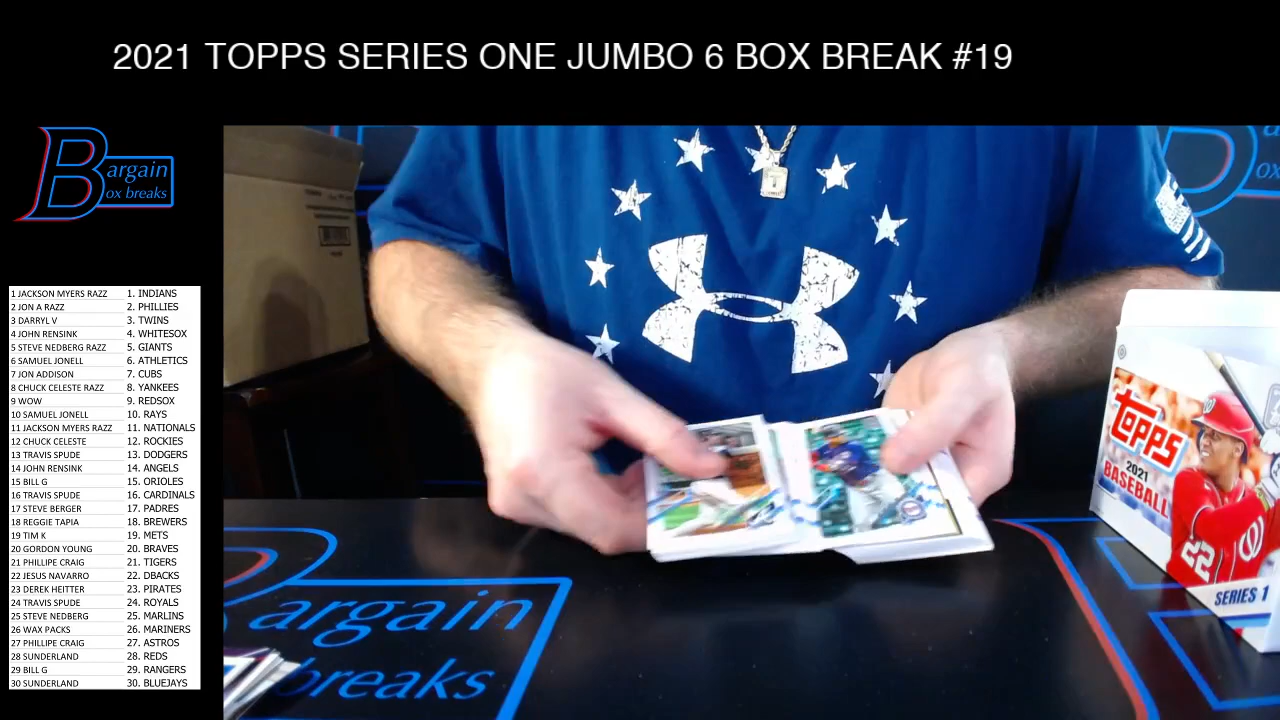 2021 TOPPS SERIES ONE JUMBO 6 BOX BREAK #19
Bargain
Box breaks
1 JACKSON MYERS RAZZ 1. INDIANS
2 JON A RAZZ 2. PHILLIES
3 DARRYL V 3. TWINS
4 JOHN RENSINK 4. WHITESOX
5 STEVE NEDBERG RAZZ 5. GIANTS
6 SAMUEL JONELL 6. ATHLETICS
7 JON ADDISON 7. CUBS
8 CHUCK CELESTE RAZZ 8. YANKEES
9 WOW 9. REDSOX
10 SAMUEL JONELL 10. RAYS
11 JACKSON MYERS RAZZ 11. NATIONALS
12 CHUCK CELESTE 12. ROCKIES
13 TRAVIS SPUDE 13. DODGERS
14 JOHN RENSINK 14. ANGELS
15 BILL G 15. ORIOLES
16 TRAVIS SPUDE 16. CARDINALS
17 STEVE BERGER 17. PADRES
18 REGGIE TAPIA 18. BREWERS
19 TIM K 19. METS
20 GORDON YOUNG 20. BRAVES
21 PHILLIPE CRAIG 21. TIGERS
22 JESUS NAVARRO 22. DBACKS
23 DEREK HEITTER 23. PIRATES
24 TRAVIS SPUDE 24. ROYALS
25 STEVE NEDBERG 25. MARLINS
26 WAX PACKS 26. MARINERS
27 PHILLIPE CRAIG 27. ASTROS
28 SUNDERLAND 28. REDS
29 BILL G 29. RANGERS
30 SUNDERLAND 30. BLUEJAYS
TOPPS
2021
BASEBALL
22
W
SERIES 1
argain
breaks